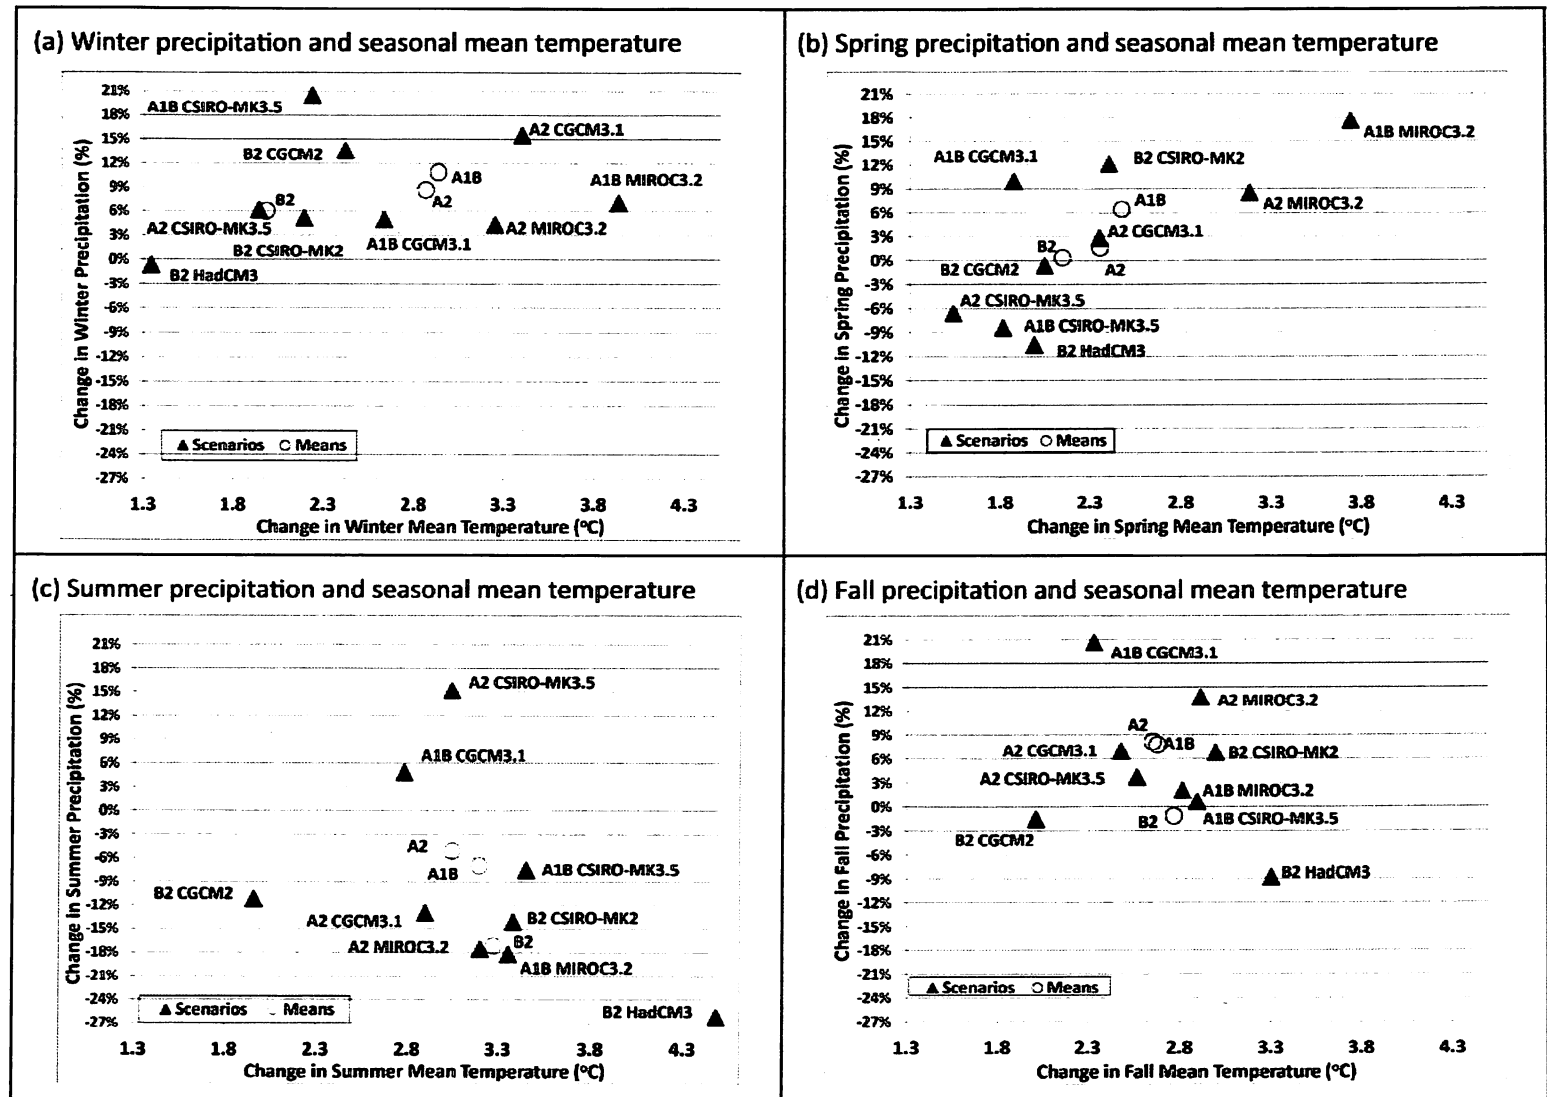 (a) Winter precipitation and seasonal mean temperature
21%
18%
15%
12%
9%
6%
3%
0%
-3%
-6%
-9%
-12%
-15%
-18%
-21%
-24%
-27%
Change in Winter Precipitation (%)
A1B CSIRO-MK3.5
A2 CGCM3.1
B2 CGCM2
A1B
A1B MIROC3.2
A2
B2
A2 CSIRO-MK3.5
B2 CSIRO-MK2
A1B CGCM3.1
A2 MIROC3.2
B2 HadCM3
Scenarios Means
1.3 1.8 2.3 2.8 3.3 3.8 4.3
Change in Winter Mean Temperature (°C)
(b) Spring precipitation and seasonal mean temperature
21%
18%
15%
12%
9%
6%
3%
0%
-3%
-6%
-9%
-12%
-15%
-18%
-21%
-24%
-27%
Change in Spring Precipitation (%)
A1B MIROC3.2
A1B CGCM3.1
B2 CSIRO-MK2
A1B
A2 MIROC3.2
A2 CGCM3.1
B2
B2 CGCM2
A2
A2 CSIRO-MK3.5
A1B CSIRO-MK3.5
B2 HadCM3
Scenarios Means
1.3 1.8 2.3 2.8 3.3 3.8 4.3
Change in Spring Mean Temperature (°C)
(c) Summer precipitation and seasonal mean temperature
21%
18%
15%
12%
9%
6%
3%
0%
-3%
-6%
-9%
-12%
-15%
-18%
-21%
-24%
-27%
Change in Summer Precipitation (%)
A2 CSIRO-MK3.5
A1B CGCM3.1
A2
A1B
A1B CSIRO-MK3.5
B2 CGCM2
A2 CGCM3.1
B2 CSIRO-MK2
A2 MIROC3.2
B2
A1B MIROC3.2
B2 HadCM3
Scenarios Means
1.3 1.8 2.3 2.8 3.3 3.8 4.3
Change in Summer Mean Temperature (°C)
(d) Fall precipitation and seasonal mean temperature
21%
18%
15%
12%
9%
6%
3%
0%
-3%
-6%
-9%
-12%
-15%
-18%
-21%
-24%
-27%
Change in Fall Precipitation (%)
A1B CGCM3.1
A2 MIROC3.2
A2
A1B
A2 CGCM3.1
B2 CSIRO-MK2
A2 CSIRO-MK3.5
A1B MIROC3.2
B2
A1B CSIRO-MK3.5
B2 CGCM2
B2 HadCM3
Scenarios Means
1.3 1.8 2.3 2.8 3.3 3.8 4.3
Change in Fall Mean Temperature (°C)